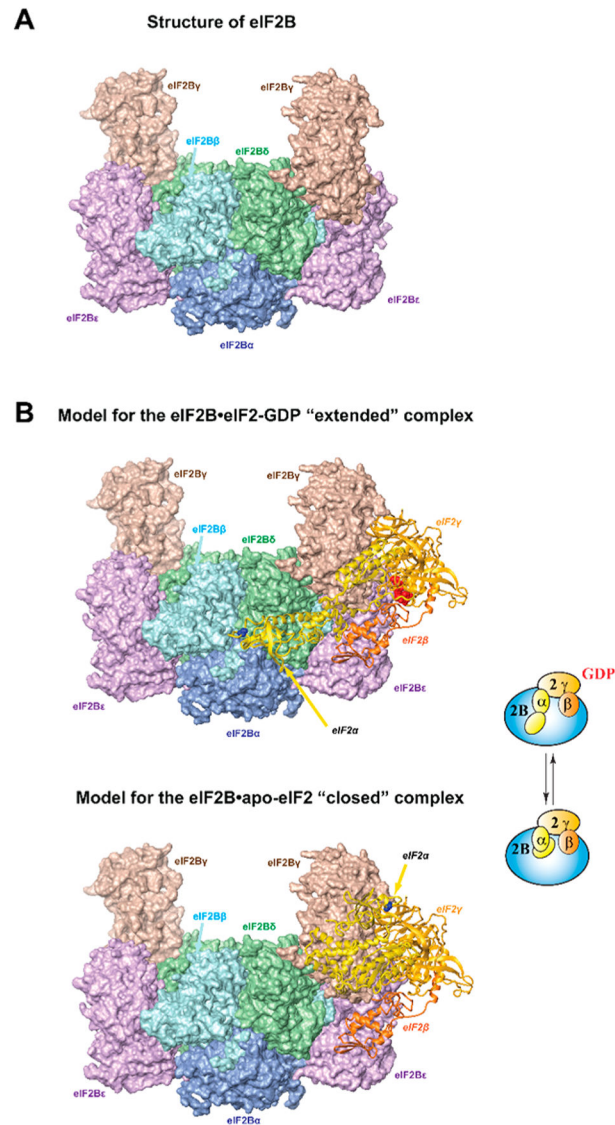 A
Structure of eIF2B
eIF2Bγ
eIF2Bγ
eIF2Bβ
eIF2Bδ
eIF2Bε
eIF2Bε
eIF2Bα
B
Model for the eIF2B•eIF2-GDP “extended” complex
eIF2Bγ
eIF2Bγ
eIF2γ
eIF2Bβ
eIF2Bδ
eIF2β
eIF2Bε
eIF2Bε
eIF2Bα
eIF2α
GDP
2 γ
2B α β
Model for the eIF2B•apo-eIF2 “closed” complex
2 γ
2B α β
eIF2α
eIF2Bγ
eIF2Bγ
eIF2γ
eIF2Bβ
eIF2Bδ
eIF2β
eIF2Bε
eIF2Bε
eIF2Bα